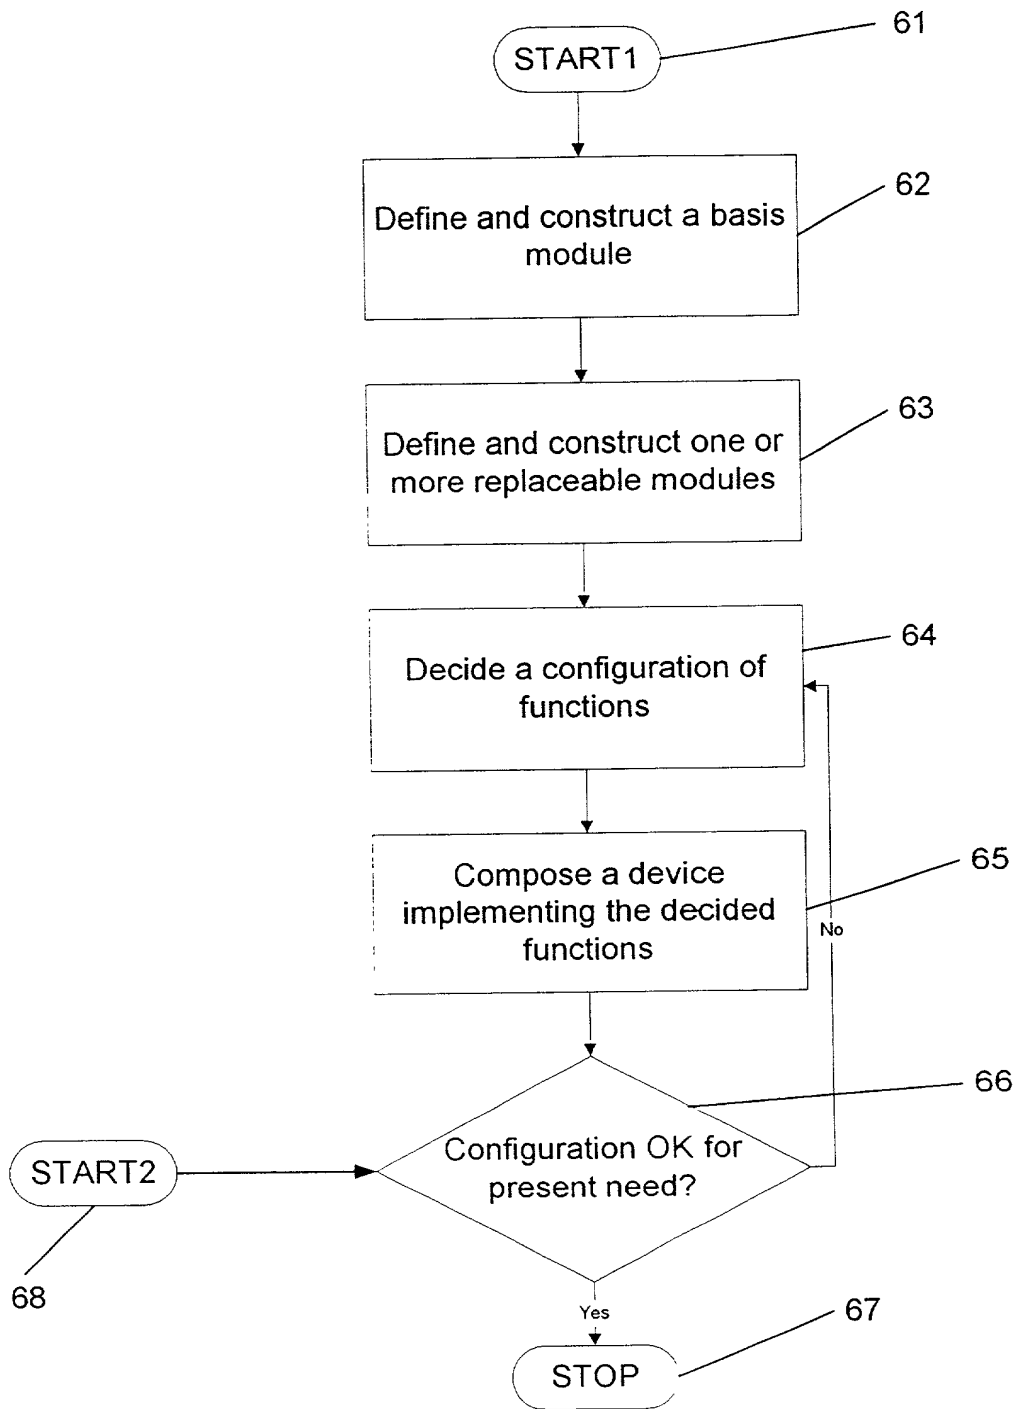 61
START1
62
Define and construct a basis
module
63
Define and construct one or
more replaceable modules
64
Decide a configuration of
functions
65
Compose a device
implementing the decided
functions
No
66
Configuration OK for
present need?
START2
68
Yes
67
STOP